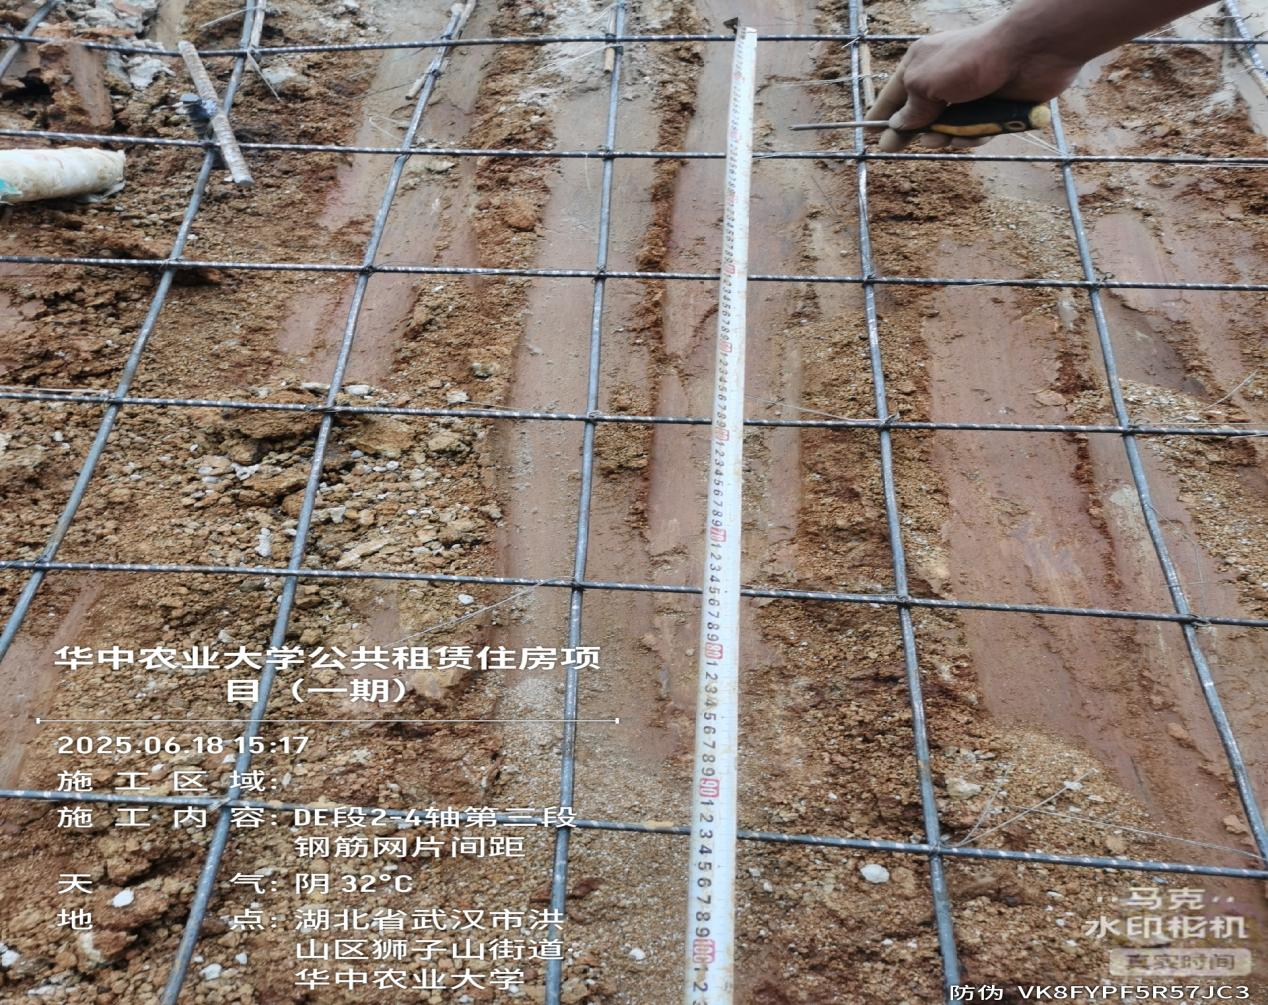 华中农业大学公共租赁住房项
目（一期）
2025.06.18 15:17
施工区域:
施工内容: DE段2-4轴第三段
钢筋网片间距
天气: 阴 32°C
地点: 湖北省武汉市洪
山区狮子山街道·
华中农业大学
马克
水印相机
真实时间
防伪 VK8FYPF5R57JC3